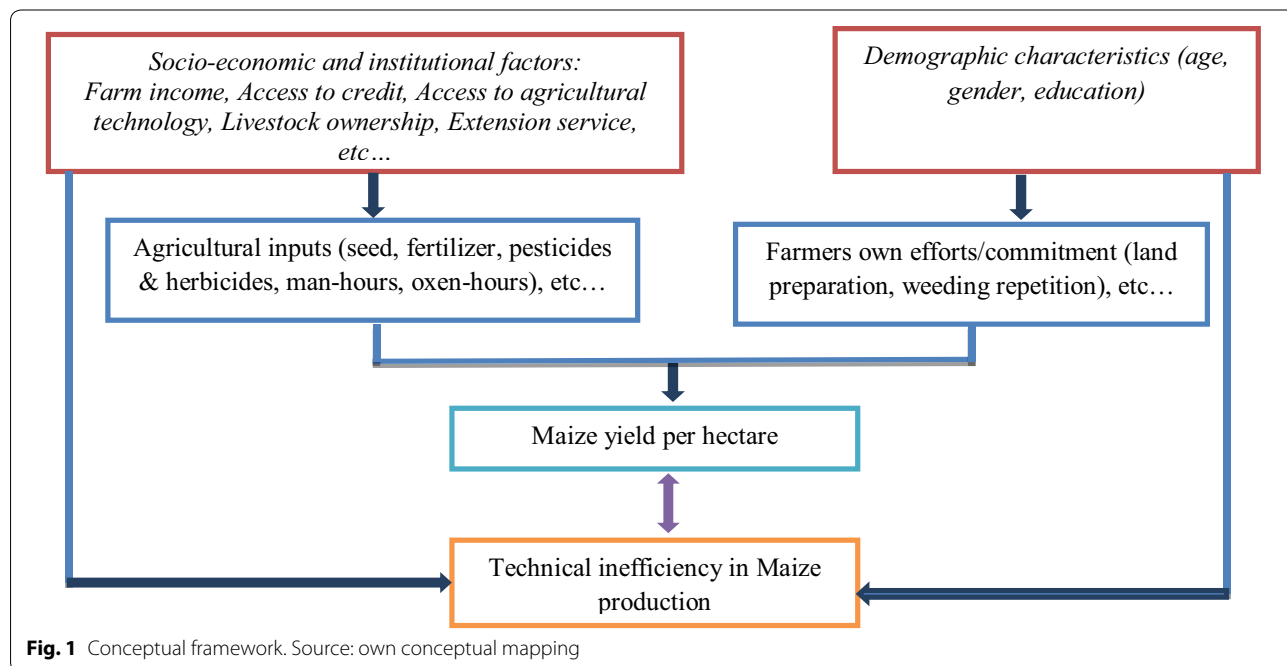 Socio-economic and institutional factors:
Farm income, Access to credit, Access to agricultural
technology, Livestock ownership, Extension service,
etc…
Demographic characteristics (age,
gender, education)
Agricultural inputs (seed, fertilizer, pesticides
& herbicides, man-hours, oxen-hours), etc…
Farmers own efforts/commitment (land
preparation, weeding repetition), etc…
Maize yield per hectare
Technical inefficiency in Maize
production
Fig. 1 Conceptual framework. Source: own conceptual mapping